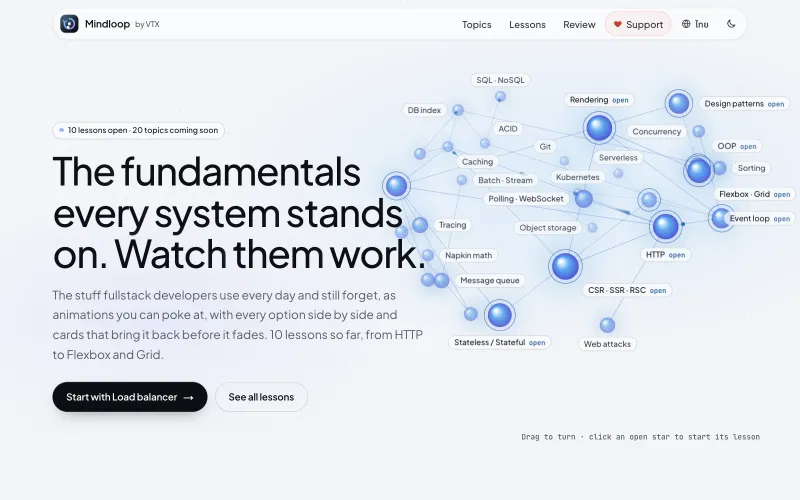 Mindloop by VTX
Topics
Lessons
Review
Support
ไทย
10 lessons open · 20 topics coming soon
The fundamentals
every system stands
on. Watch them work.
The stuff fullstack developers use every day and still forget, as
animations you can poke at, with every option side by side and
cards that bring it back before it fades. 10 lessons so far, from HTTP
to Flexbox and Grid.
Start with Load balancer →
See all lessons
SQL · NoSQL
DB index
Rendering open
Design patterns open
ACID
Concurrency
Git
OOP open
Caching
Serverless
Sorting
Batch · Stream
Kubernetes
Flexbox · Grid open
Polling · WebSocket
Event loop open
Tracing
Object storage
Napkin math
HTTP open
Message queue
CSR · SSR · RSC open
Stateless / Stateful open
Web attacks
Drag to turn · click an open star to start its lesson